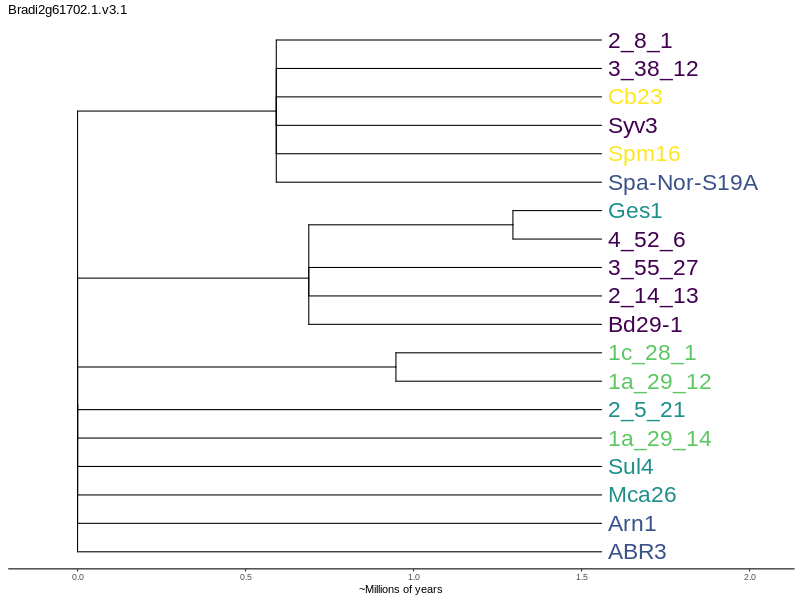 Bradi2g61702.1.v3.1
2_8_1
3_38_12
Cb23
Syv3
Spm16
Spa-Nor-S19A
Ges1
4_52_6
3_55_27
2_14_13
Bd29-1
1c_28_1
1a_29_12
2_5_21
1a_29_14
Sul4
Mca26
Arn1
ABR3
0.0 0.5 1.0 1.5 2.0
~Millions of years